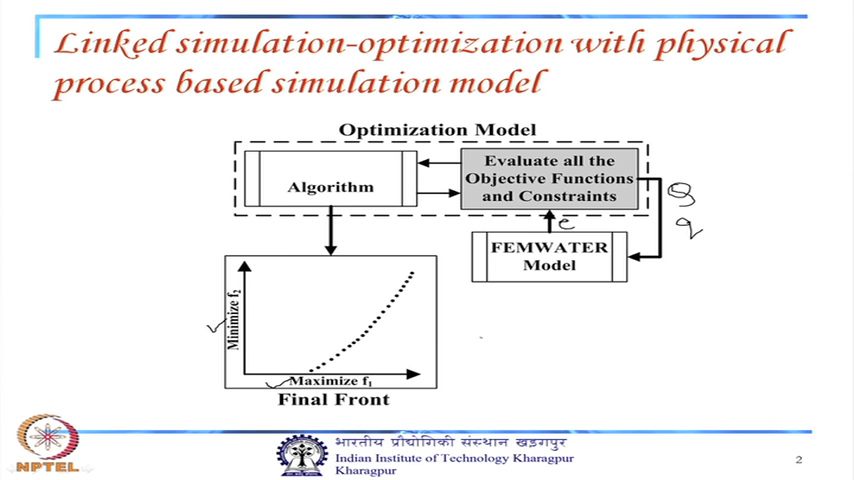 Linked simulation-optimization with physical
process based simulation model
Optimization Model
Algorithm
Evaluate all the
Objective Functions
and Constraints
Q
q
c
FEMWATER
Model
Minimize f₂
Maximize f₁
Final Front
NPTEL
भारतीय प्रौद्योगिकी संस्थान खड़गपुर
Indian Institute of Technology Kharagpur
Kharagpur
2